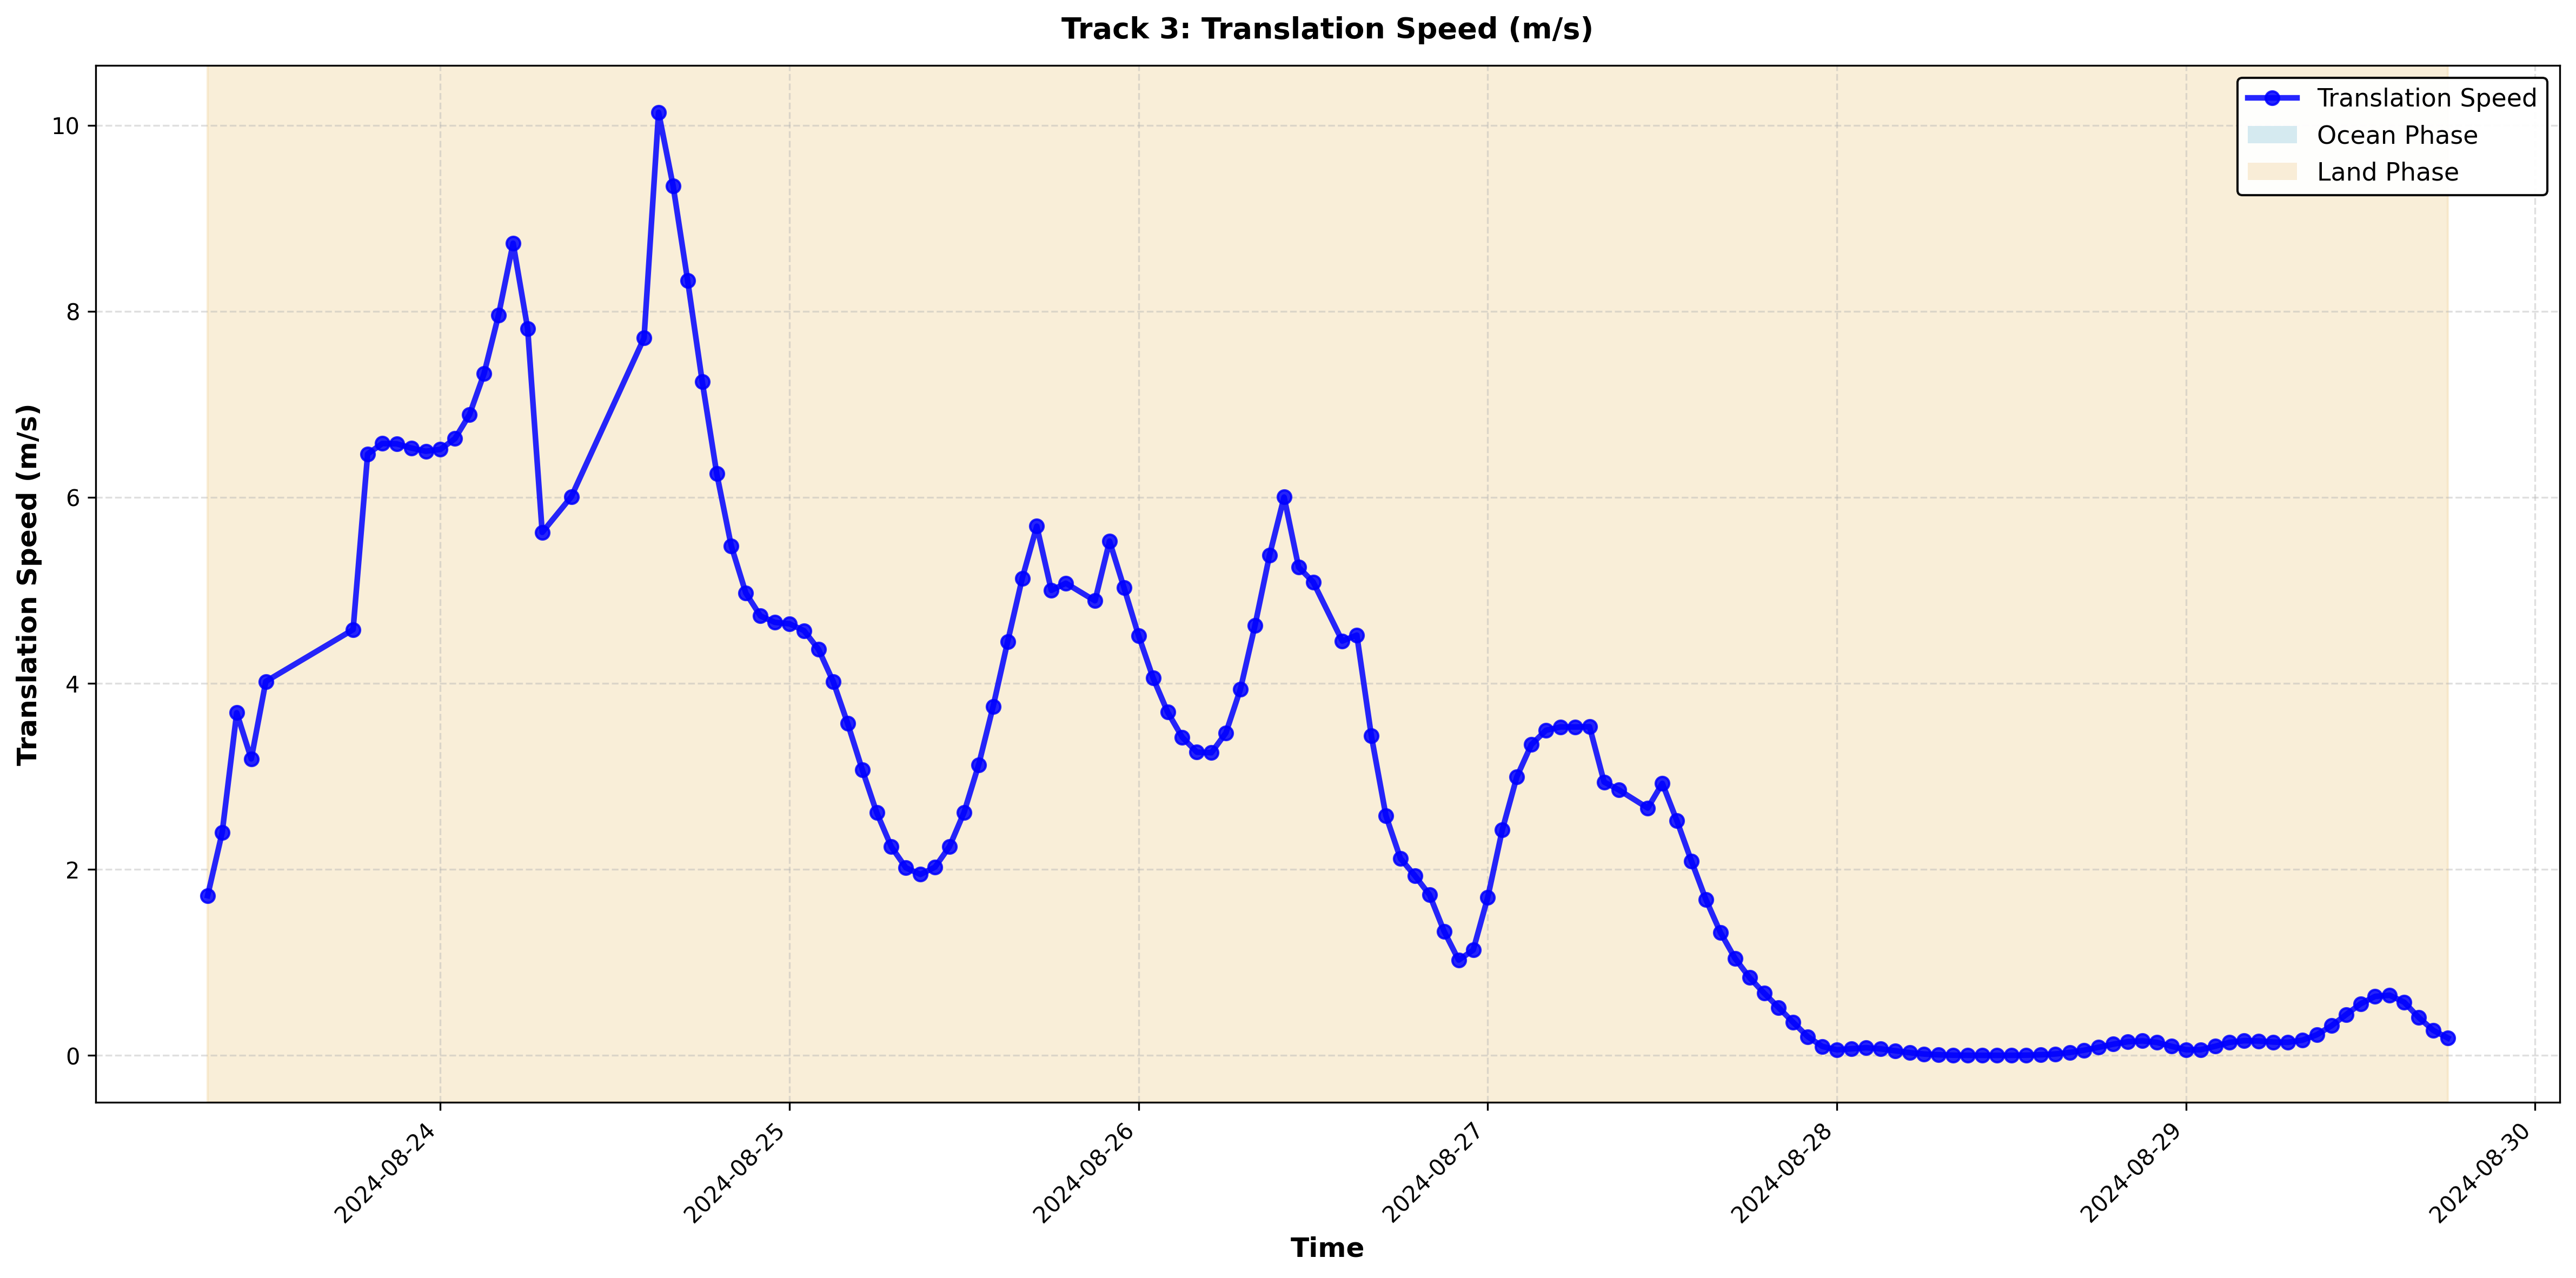 Track 3: Translation Speed (m/s)
Translation Speed (m/s)
10
8
6
4
2
0
Translation Speed
Ocean Phase
Land Phase
2024-08-24
2024-08-25
2024-08-26
2024-08-27
2024-08-28
2024-08-29
2024-08-30
Time